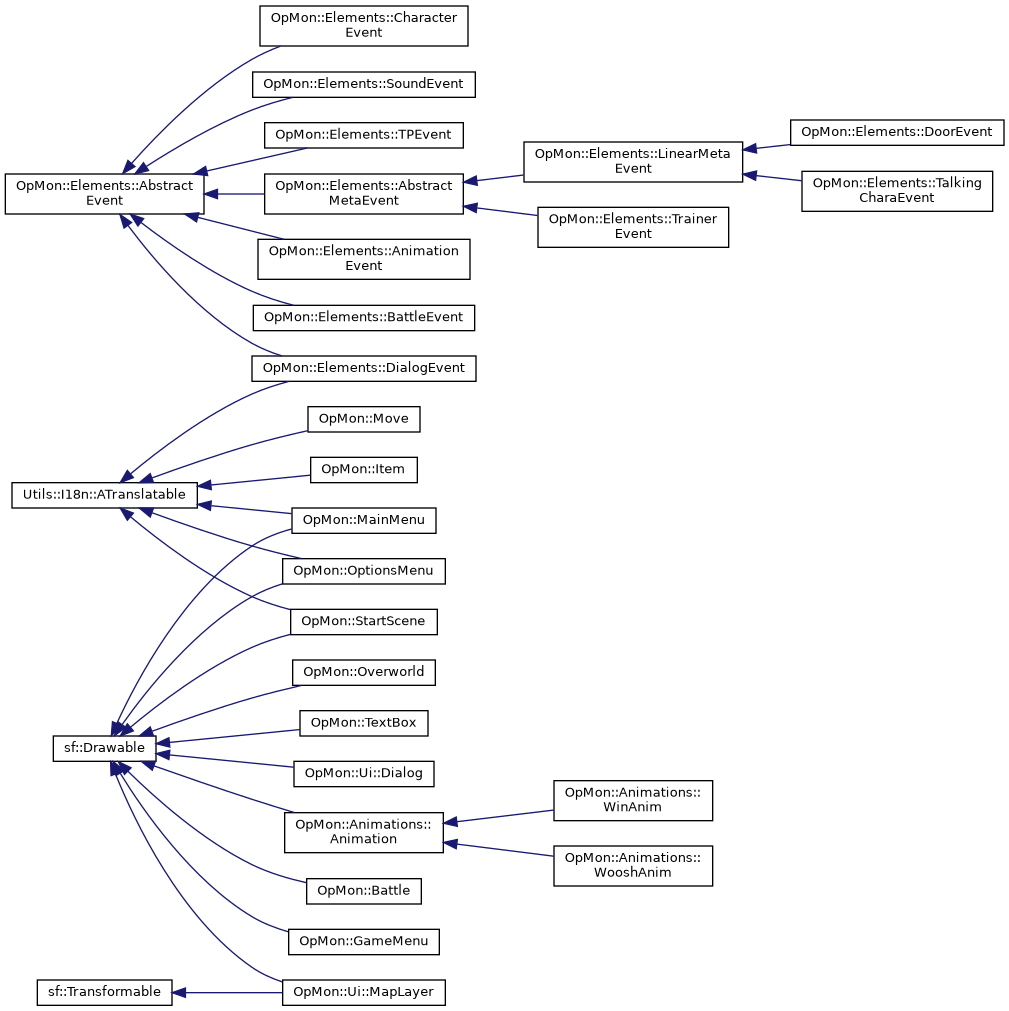 OpMon::Elements::Character
Event
OpMon::Elements::SoundEvent
OpMon::Elements::TPEvent
OpMon::Elements::Abstract
Event
OpMon::Elements::Abstract
MetaEvent
OpMon::Elements::LinearMeta
Event
OpMon::Elements::DoorEvent
OpMon::Elements::Talking
CharaEvent
OpMon::Elements::Trainer
Event
OpMon::Elements::Animation
Event
OpMon::Elements::BattleEvent
OpMon::Elements::DialogEvent
OpMon::Move
OpMon::Item
Utils::I18n::ATranslatable
OpMon::MainMenu
OpMon::OptionsMenu
OpMon::StartScene
OpMon::Overworld
OpMon::TextBox
sf::Drawable
OpMon::Ui::Dialog
OpMon::Animations::
Animation
OpMon::Animations::
WinAnim
OpMon::Animations::
WooshAnim
OpMon::Battle
OpMon::GameMenu
sf::Transformable
OpMon::Ui::MapLayer